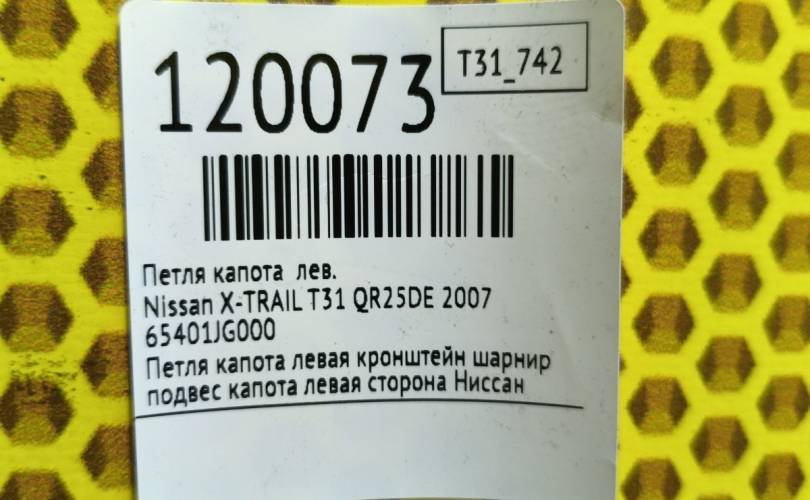 120073
T31_742
Петля капота лев.
Nissan X-TRAIL T31 QR25DE 2007
65401JG000
Петля капота левая кронштейн шарнир
подвес капота левая сторона Ниссан